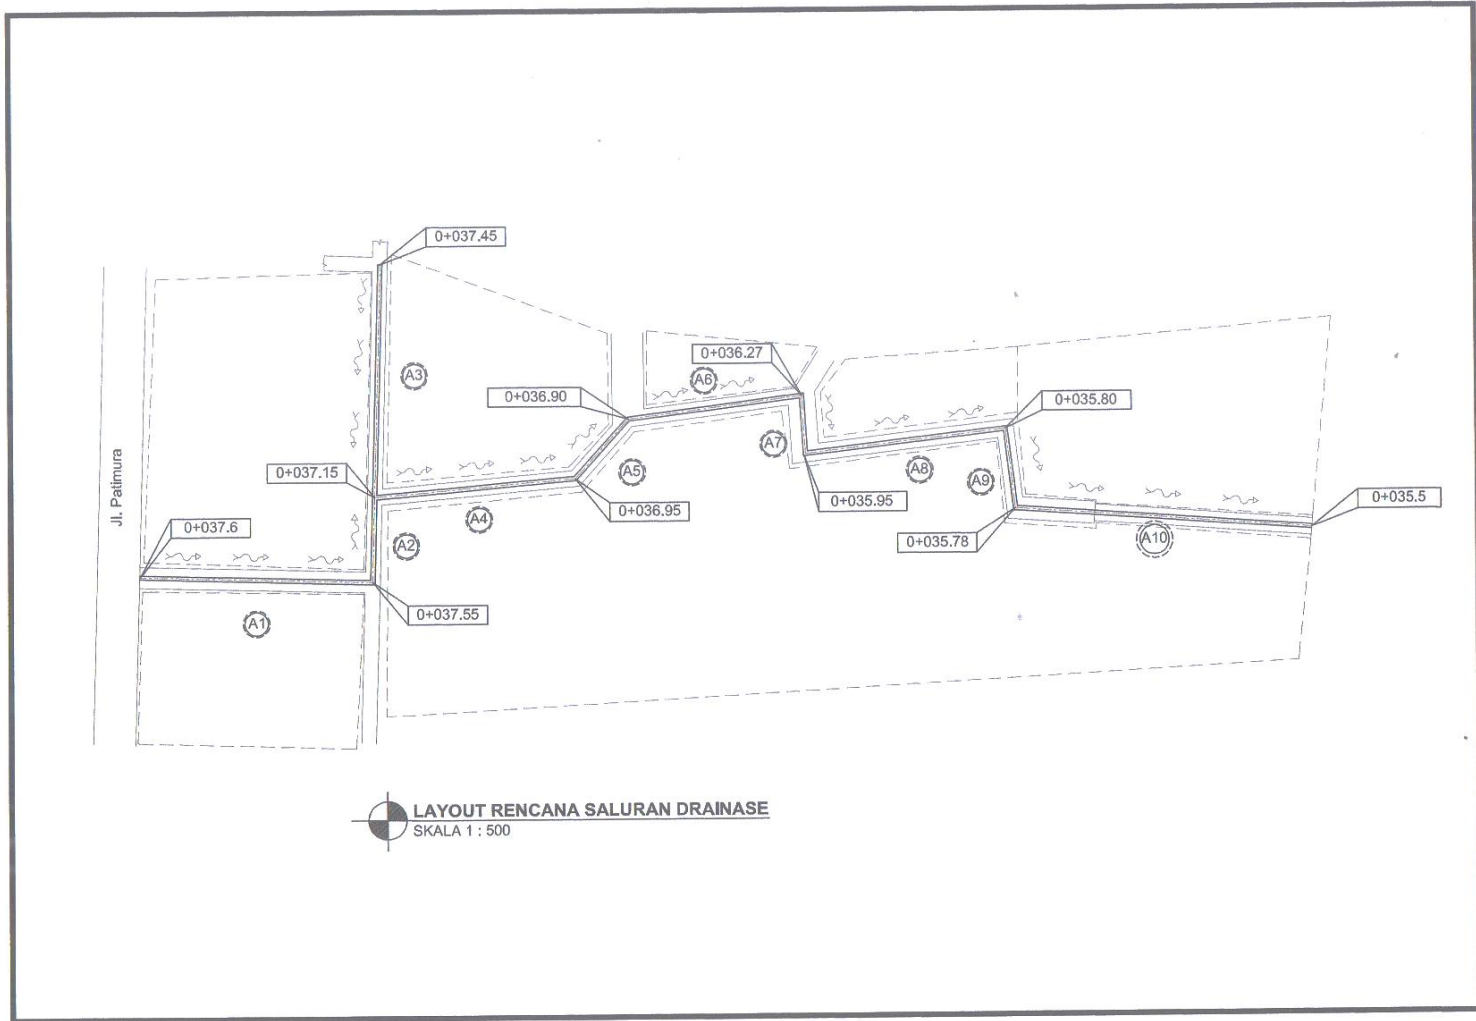 0+037.45
A3
0+036.27
A6
0+036.90
0+035.80
A7
A8
A9
A5
0+037.15
0+036.95
0+035.95
0+035.5
Jl. Patimura
0+037.6
A4
A2
0+035.78
A10
0+037.55
A1
LAYOUT RENCANA SALURAN DRAINASE
SKALA 1 : 500